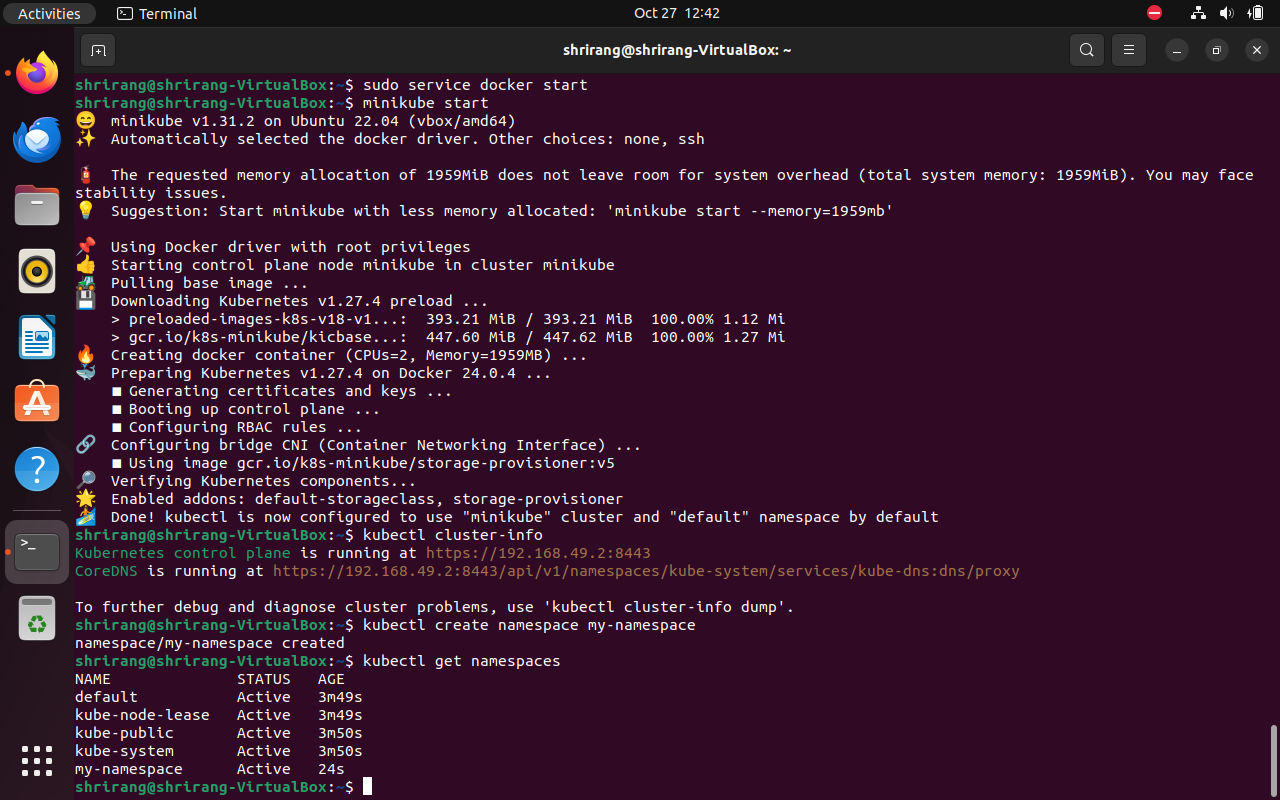 Activities Terminal Oct 27 12:42
shrirang@shrirang-VirtualBox: ~
shrirang@shrirang-VirtualBox:~$ sudo service docker start
shrirang@shrirang-VirtualBox:~$ minikube start
minikube v1.31.2 on Ubuntu 22.04 (vbox/amd64)
Automatically selected the docker driver. Other choices: none, ssh
The requested memory allocation of 1959MiB does not leave room for system overhead (total system memory: 1959MiB). You may face
stability issues.
Suggestion: Start minikube with less memory allocated: 'minikube start --memory=1959mb'
Using Docker driver with root privileges
Starting control plane node minikube in cluster minikube
Pulling base image ...
Downloading Kubernetes v1.27.4 preload ...
> preloaded-images-k8s-v18-v1...:  393.21 MiB / 393.21 MiB  100.00% 1.12 Mi
> gcr.io/k8s-minikube/kicbase...:  447.60 MiB / 447.62 MiB  100.00% 1.27 Mi
Creating docker container (CPUs=2, Memory=1959MB) ...
Preparing Kubernetes v1.27.4 on Docker 24.0.4 ...
■ Generating certificates and keys ...
■ Booting up control plane ...
■ Configuring RBAC rules ...
Configuring bridge CNI (Container Networking Interface) ...
■ Using image gcr.io/k8s-minikube/storage-provisioner:v5
Verifying Kubernetes components...
Enabled addons: default-storageclass, storage-provisioner
Done! kubectl is now configured to use "minikube" cluster and "default" namespace by default
shrirang@shrirang-VirtualBox:~$ kubectl cluster-info
Kubernetes control plane is running at https://192.168.49.2:8443
CoreDNS is running at https://192.168.49.2:8443/api/v1/namespaces/kube-system/services/kube-dns:dns/proxy
To further debug and diagnose cluster problems, use 'kubectl cluster-info dump'.
shrirang@shrirang-VirtualBox:~$ kubectl create namespace my-namespace
namespace/my-namespace created
shrirang@shrirang-VirtualBox:~$ kubectl get namespaces
NAME              STATUS   AGE
default           Active   3m49s
kube-node-lease   Active   3m49s
kube-public       Active   3m50s
kube-system       Active   3m50s
my-namespace      Active   24s
shrirang@shrirang-VirtualBox:~$